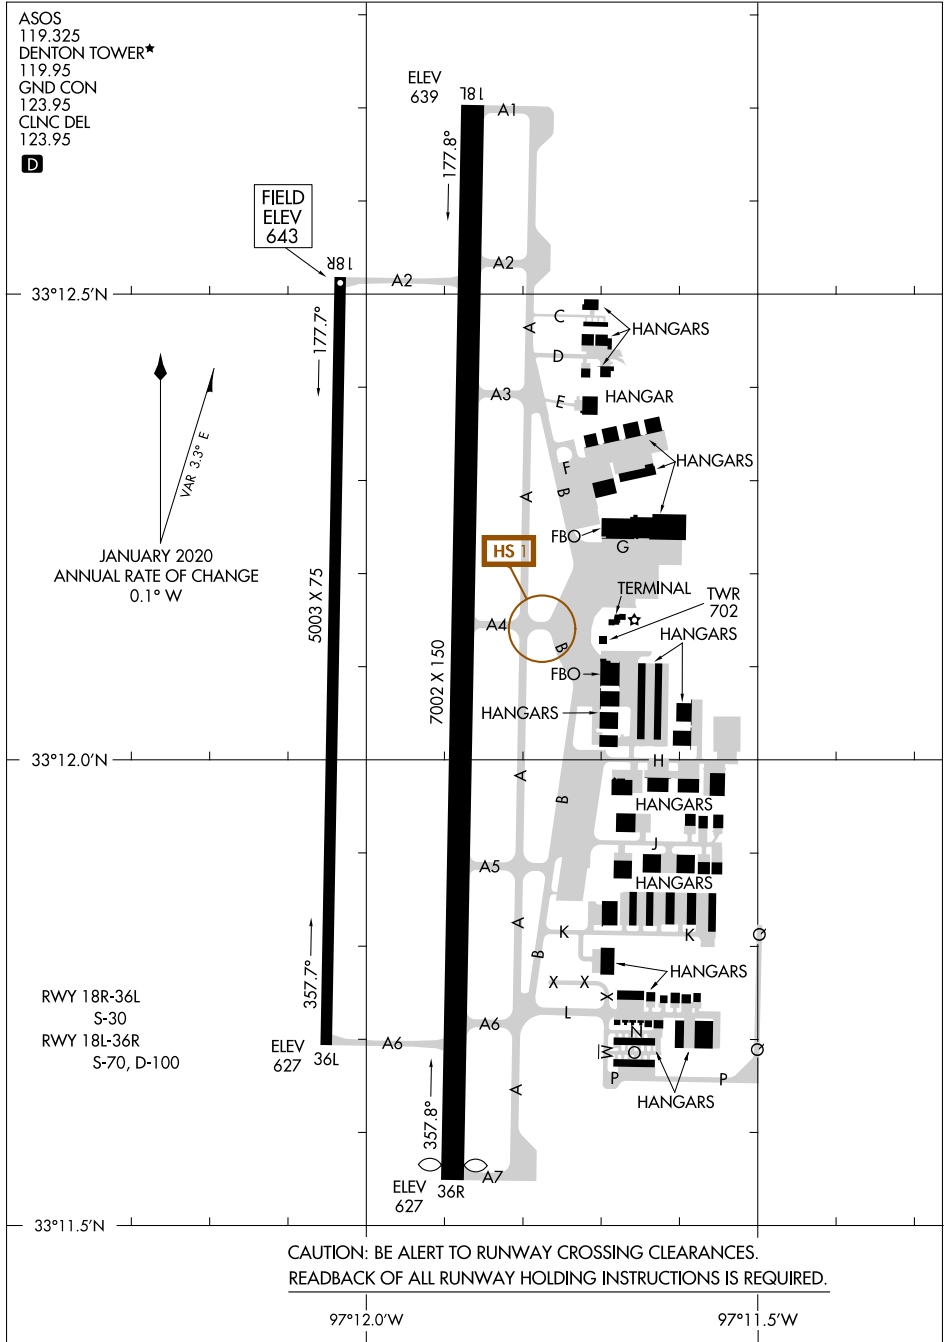 ASOS
119.325
DENTON TOWER★
119.95
GND CON
123.95
CLNC DEL
123.95
D
ELEV
639
18L
A1
177.8°
FIELD
ELEV
643
18R
A2
A2
33°12.5'N
C
HANGARS
A
177.7°
D
A3
E
HANGAR
VAR 3.3° E
F
HANGARS
A
B
FBO
G
HS 1
JANUARY 2020
ANNUAL RATE OF CHANGE
0.1° W
5003 X 75
TERMINAL
TWR
702
A4
HANGARS
B
7002 X 150
FBO
HANGARS
33°12.0'N
H
A
B
HANGARS
J
A5
HANGARS
A
K
K
Q
B
357.7°
HANGARS
X
X
X
RWY 18R-36L
S-30
RWY 18L-36R
S-70, D-100
L
A6
N
ELEV
627
36L
A6
W
O
Q
P
P
A
357.8°
HANGARS
A7
ELEV
627
36R
33°11.5'N
CAUTION: BE ALERT TO RUNWAY CROSSING CLEARANCES.
READBACK OF ALL RUNWAY HOLDING INSTRUCTIONS IS REQUIRED.
97°12.0'W
97°11.5'W